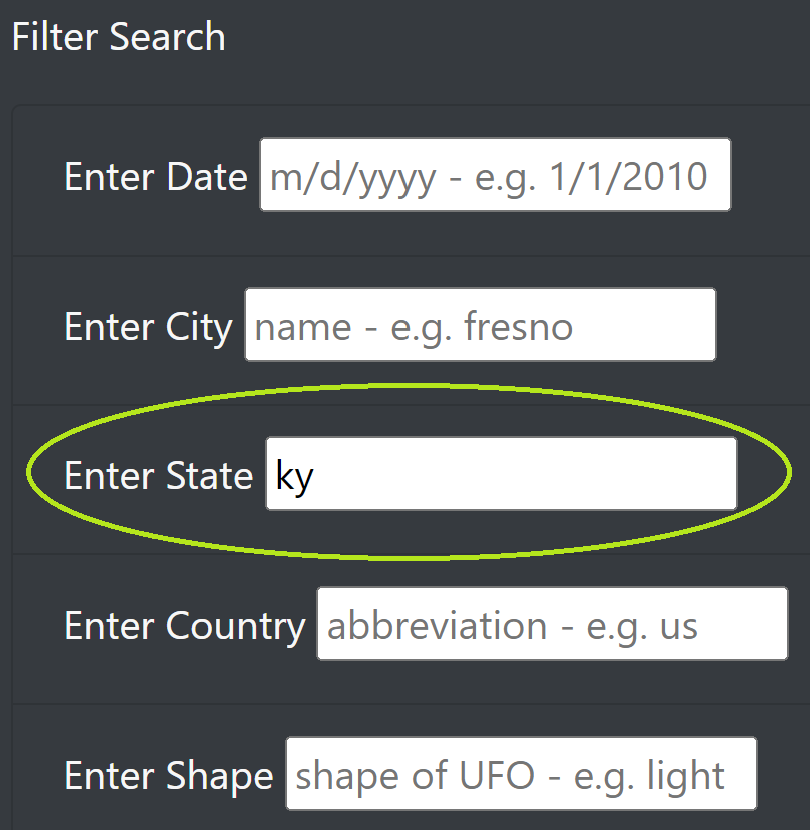 Filter Search
Enter Date m/d/yyyy - e.g. 1/1/2010
Enter City name - e.g. fresno
Enter State ky
Enter Country abbreviation - e.g. us
Enter Shape shape of UFO - e.g. light